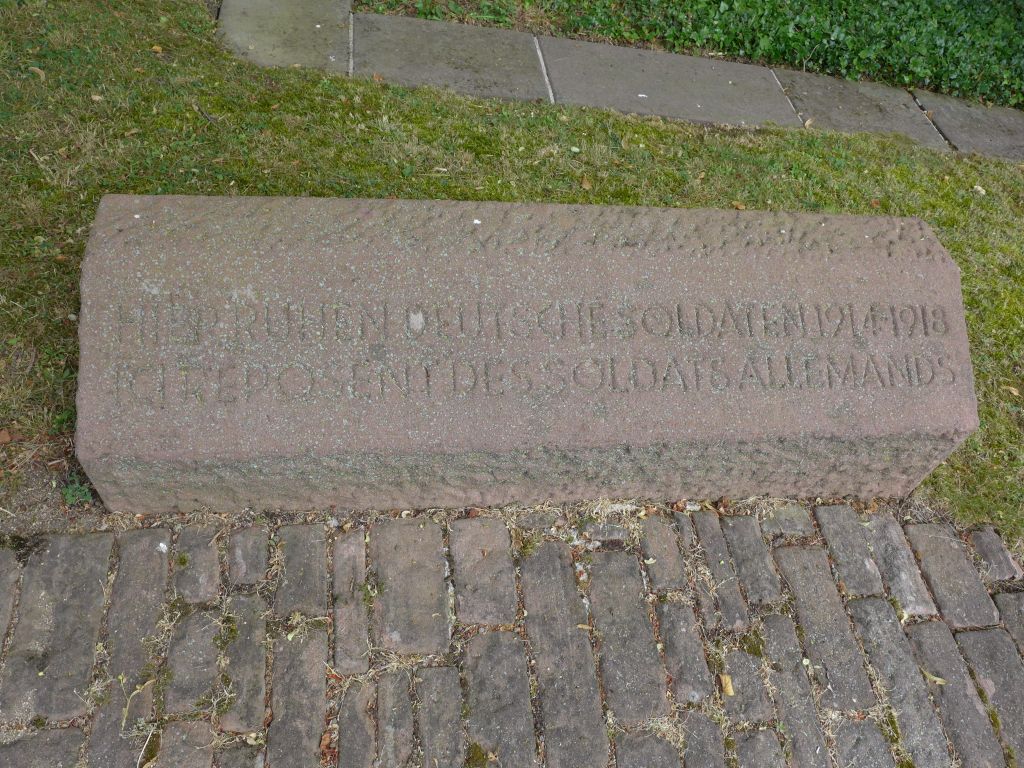 HIER RUHEN DEUTSCHE SOLDATEN 1914-1918
ICI REPOSENT DES SOLDATS ALLEMANDS